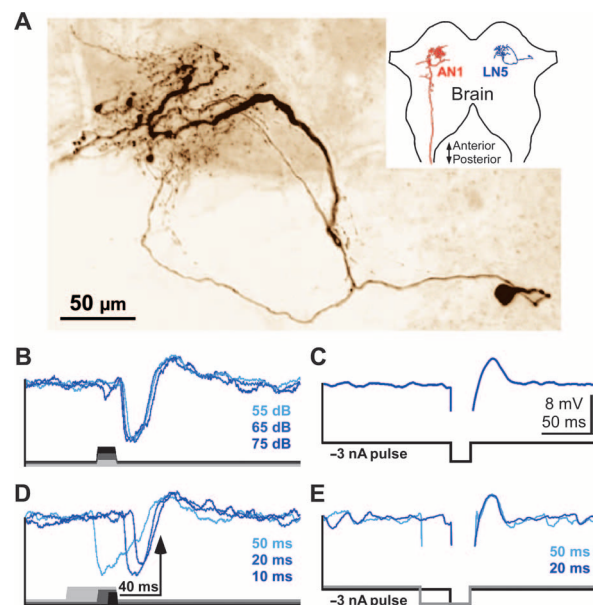 A
AN1
LN5
Brain
Anterior
Posterior
50 µm
B
55 dB
65 dB
75 dB
C
8 mV
50 ms
–3 nA pulse
D
50 ms
20 ms
10 ms
40 ms
E
50 ms
20 ms
–3 nA pulse